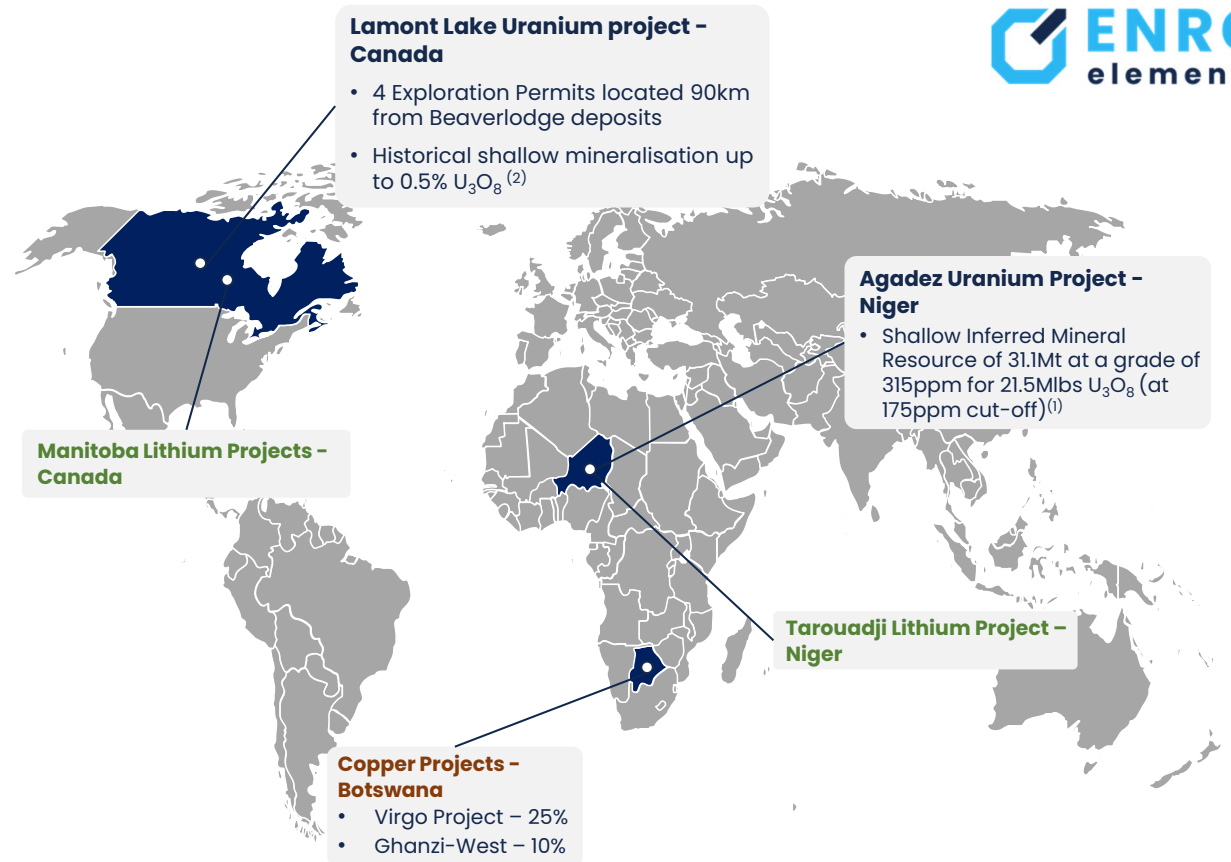 Lamont Lake Uranium project –
Canada
• 4 Exploration Permits located 90km
from Beaverlodge deposits
• Historical shallow mineralisation up
to 0.5% U₃O₈ ⁽²⁾
ENRG
elemen
Agadez Uranium Project –
Niger
• Shallow Inferred Mineral
Resource of 31.1Mt at a grade of
315ppm for 21.5Mlbs U₃O₈ (at
175ppm cut-off)⁽¹⁾
Manitoba Lithium Projects –
Canada
Tarouadji Lithium Project –
Niger
Copper Projects –
Botswana
• Virgo Project – 25%
• Ghanzi-West – 10%